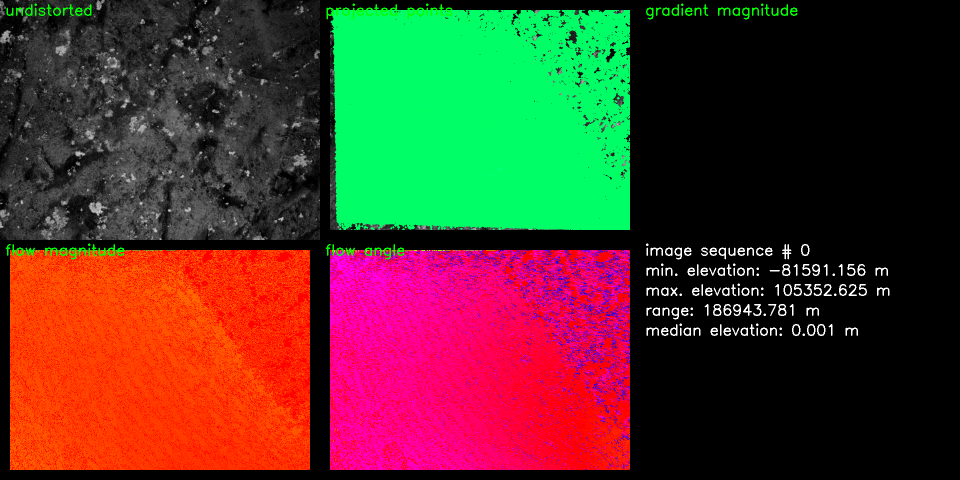 undistorted
projected points
gradient magnitude
flow magnitude
flow angle
image sequence # 0
min. elevation: -81591.156 m
max. elevation: 105352.625 m
range: 186943.781 m
median elevation: 0.001 m